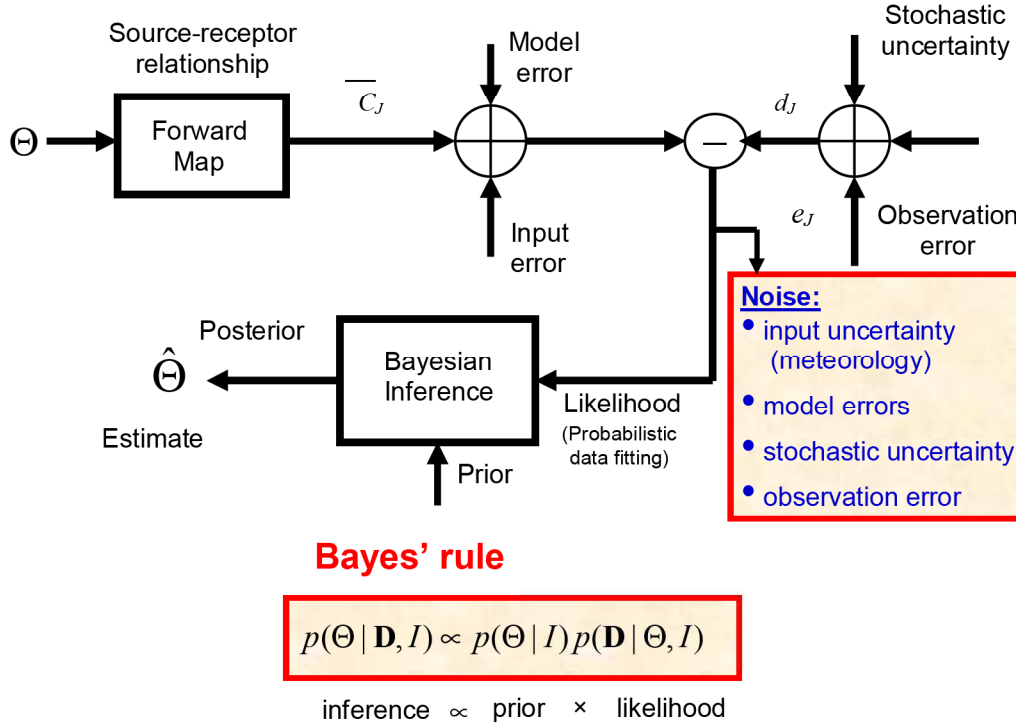 Source-receptor
relationship
Model
error
Stochastic
uncertainty
Θ
Forward
Map
C̅_J
−
d_J
Input
error
e_J
Observation
error
Noise:
• input uncertainty
(meteorology)
• model errors
• stochastic uncertainty
• observation error
Posterior
Θ̂
Estimate
Bayesian
Inference
Likelihood
(Probabilistic
data fitting)
Prior
Bayes’ rule
p(Θ | D, I) ∝ p(Θ | I) p(D | Θ, I)
inference ∝ prior × likelihood